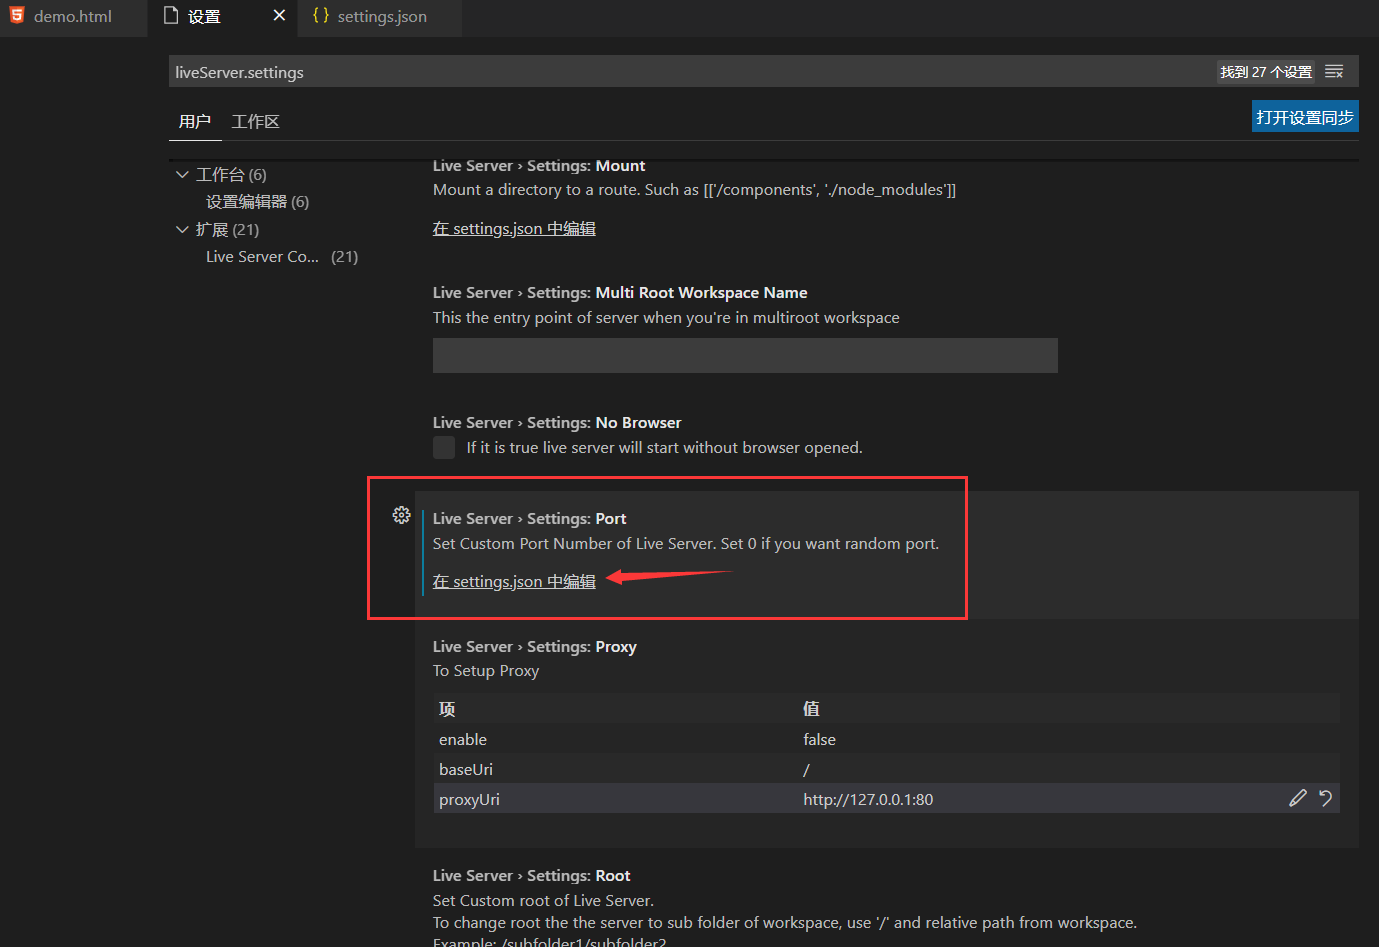 demo.html
设置
settings.json
liveServer.settings
找到 27 个设置
用户
工作区
打开设置同步
工作台 (6)
设置编辑器 (6)
扩展 (21)
Live Server Co... (21)
Live Server › Settings: Mount
Mount a directory to a route. Such as [['/components', './node_modules']]
在 settings.json 中编辑
Live Server › Settings: Multi Root Workspace Name
This the entry point of server when you're in multiroot workspace
Live Server › Settings: No Browser
If it is true live server will start without browser opened.
Live Server › Settings: Port
Set Custom Port Number of Live Server. Set 0 if you want random port.
在 settings.json 中编辑
Live Server › Settings: Proxy
To Setup Proxy
项 值
enable false
baseUri /
proxyUri http://127.0.0.1:80
Live Server › Settings: Root
Set Custom root of Live Server.
To change root the the server to sub folder of workspace, use '/' and relative path from workspace.
Example: /subfolder1/subfolder2